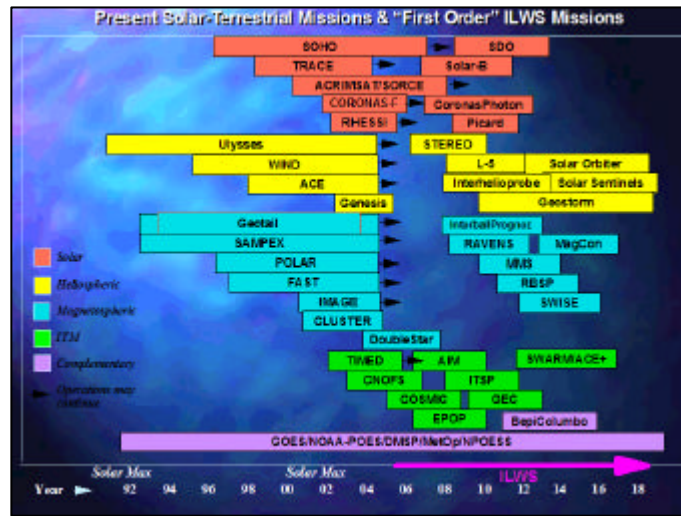 Present Solar-Terrestrial Missions & "First Order" ILWS Missions
SOHO SDO
TRACE Solar-B
ACRIMSAT/SORCE
CORONAS-F CoronasPhoton
RHESSI Picard
Ulysses STEREO
WIND L-5 Solar Orbiter
ACE Interhelioprobe Solar Sentinels
Genesis Geostorm
Geotail InterballPrognoz
SAMPEX RAVENS MagCon
POLAR MMS
FAST RBSP
IMAGE SWISE
CLUSTER
DoubleStar
Solar
Heliospheric
Magnetospheric
ITM
Complementary
Operations may
continue
TIMED AIM SWARM/ACE+
CNOFS ITSP
COSMIC GEC
EPOP BepiColumbo
GOES/NOAA-POES/DMSP/MetOp/NPOESS
Solar Max Solar Max ILWS
Year 92 94 96 98 00 02 04 06 08 10 12 14 16 18